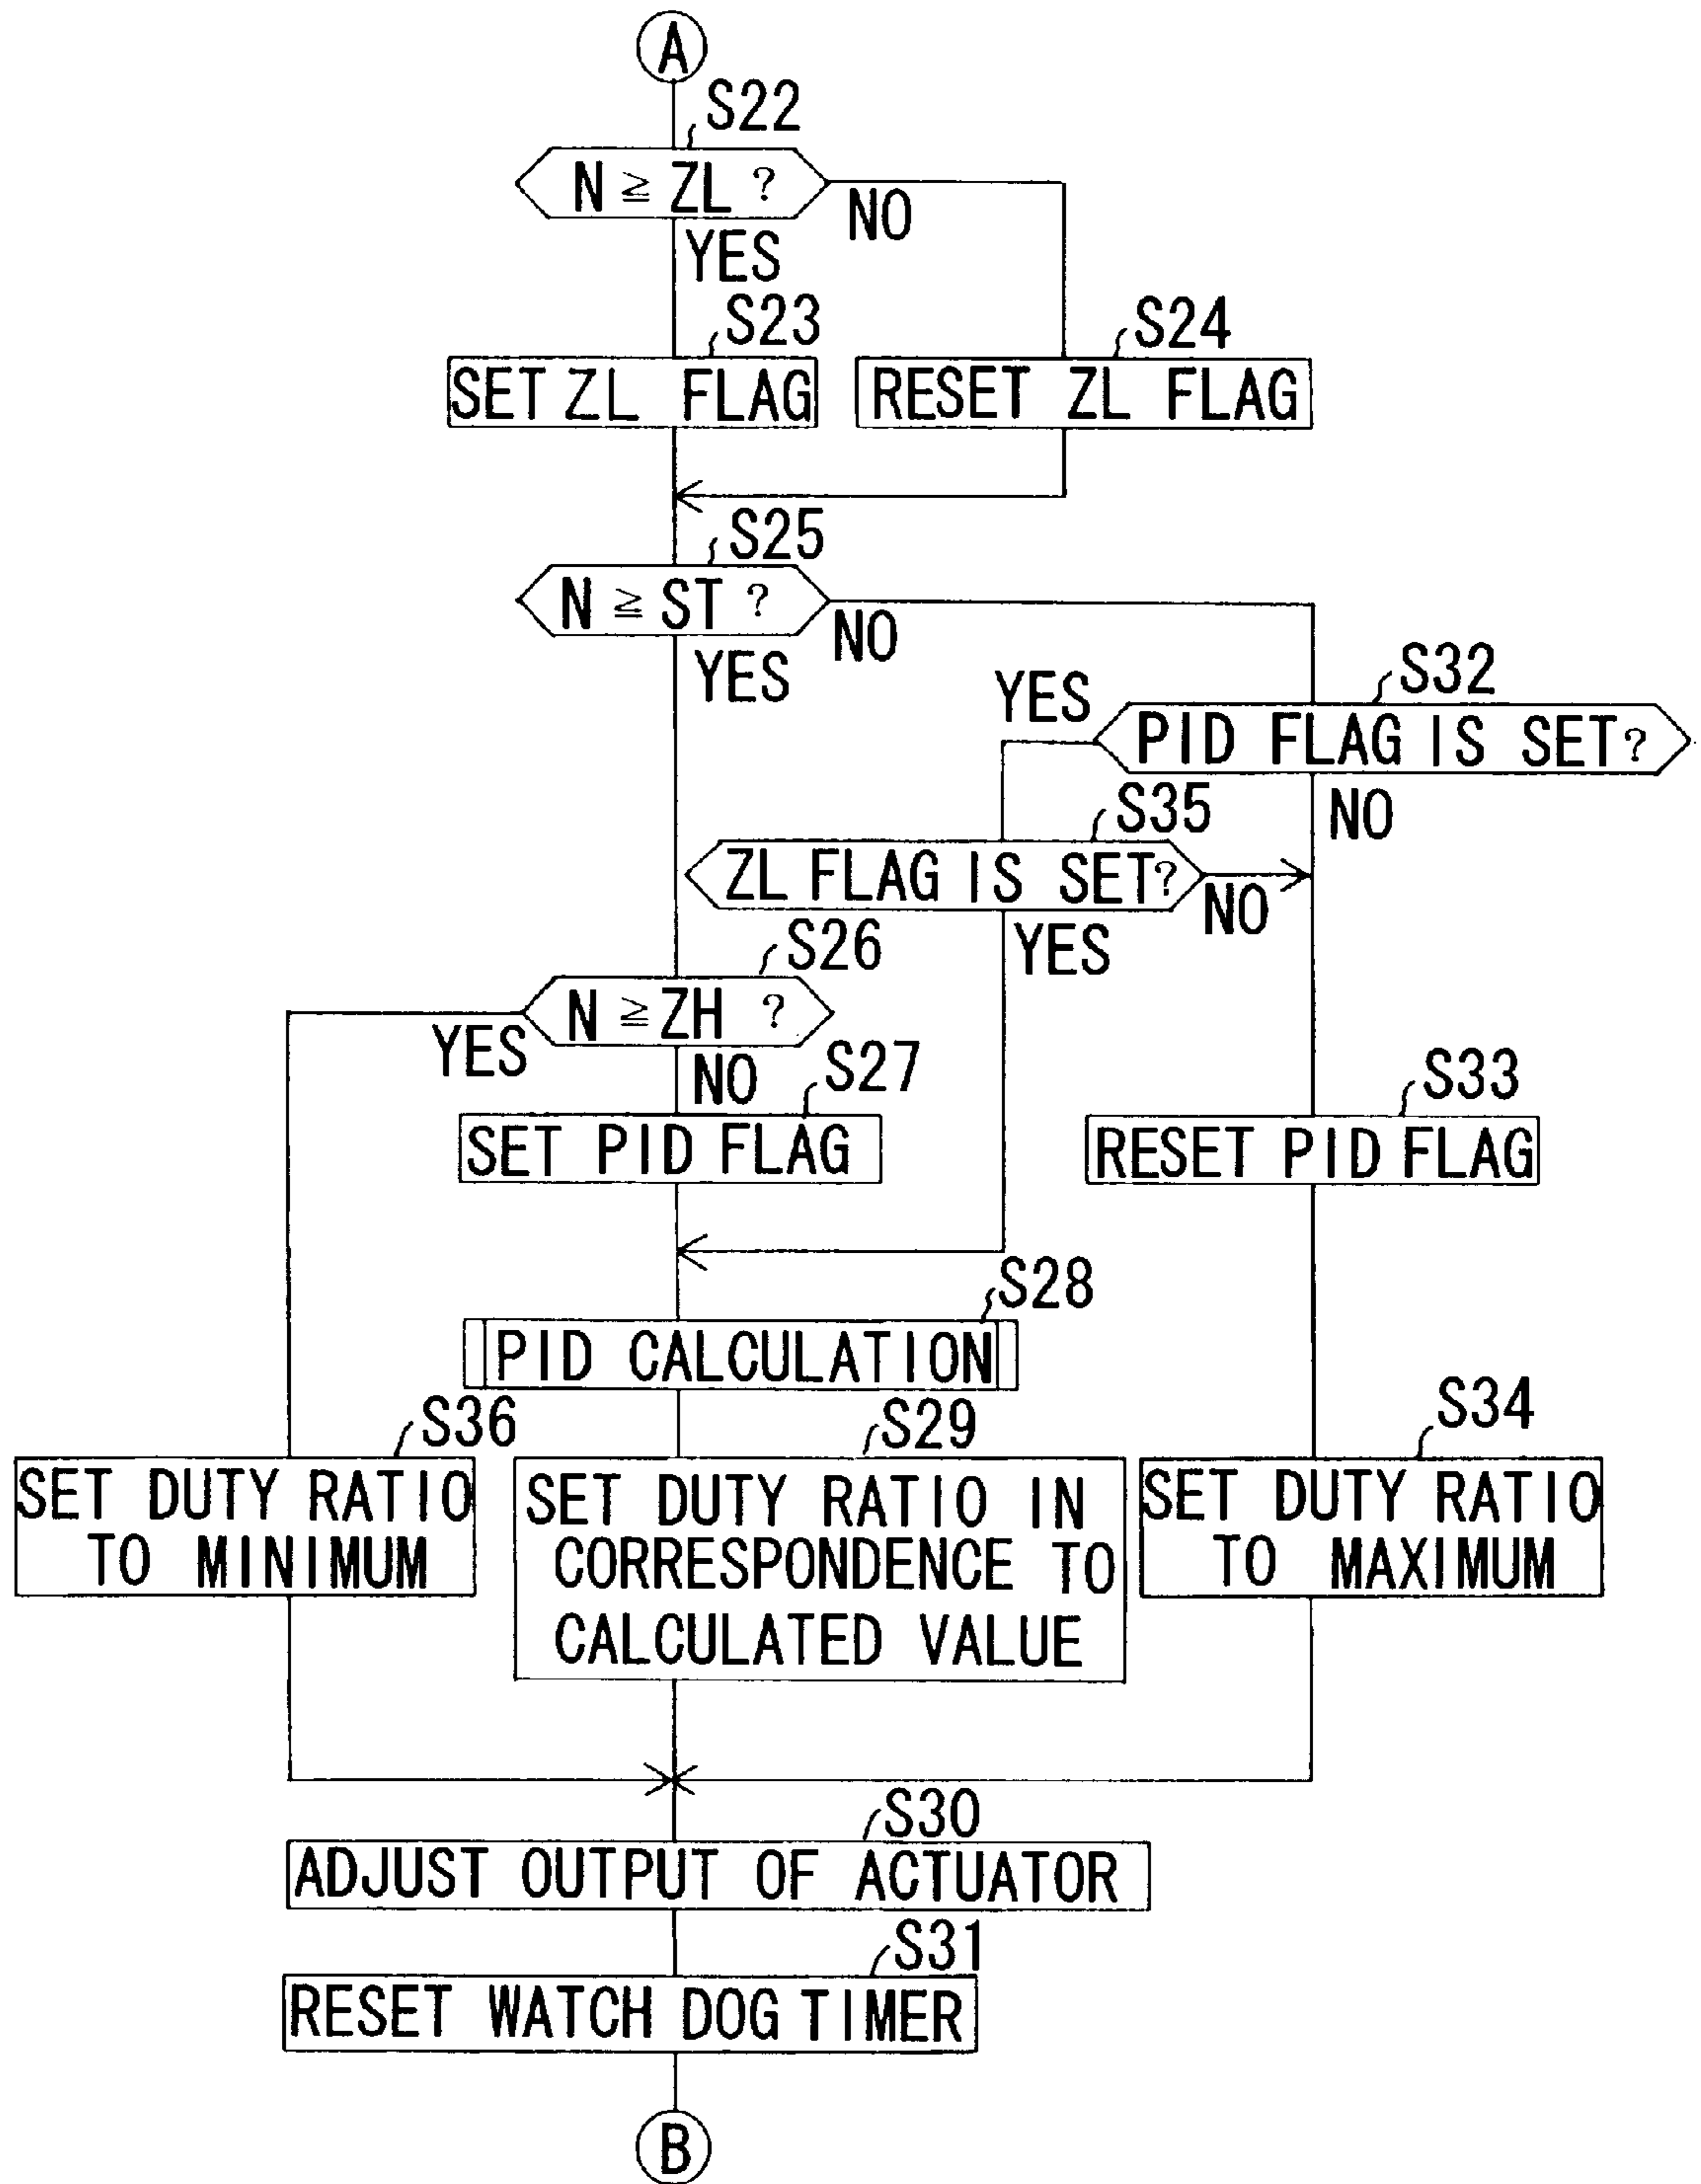 A
S22
N ≧ ZL ?
NO
YES
S23
S24
SET ZL FLAG
RESET ZL FLAG
S25
N ≧ ST ?
NO
YES
S32
YES
PID FLAG IS SET?
NO
S35
ZL FLAG IS SET?
NO
YES
S26
N ≧ ZH ?
YES
NO
S27
SET PID FLAG
S33
RESET PID FLAG
S28
PID CALCULATION
S36
SET DUTY RATIO
TO MINIMUM
S29
SET DUTY RATIO IN
CORRESPONDENCE TO
CALCULATED VALUE
S34
SET DUTY RATIO
TO MAXIMUM
S30
ADJUST OUTPUT OF ACTUATOR
S31
RESET WATCH DOG TIMER
B